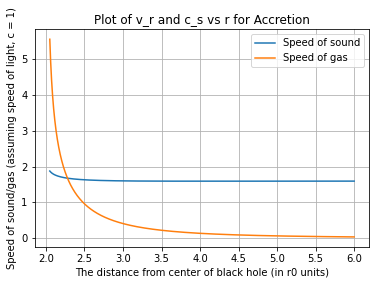 Plot of v_r and c_s vs r for Accretion
Speed of sound/gas (assuming speed of light, c = 1)
Speed of sound
Speed of gas
5
4
3
2
1
0
2.0 2.5 3.0 3.5 4.0 4.5 5.0 5.5 6.0
The distance from center of black hole (in r0 units)